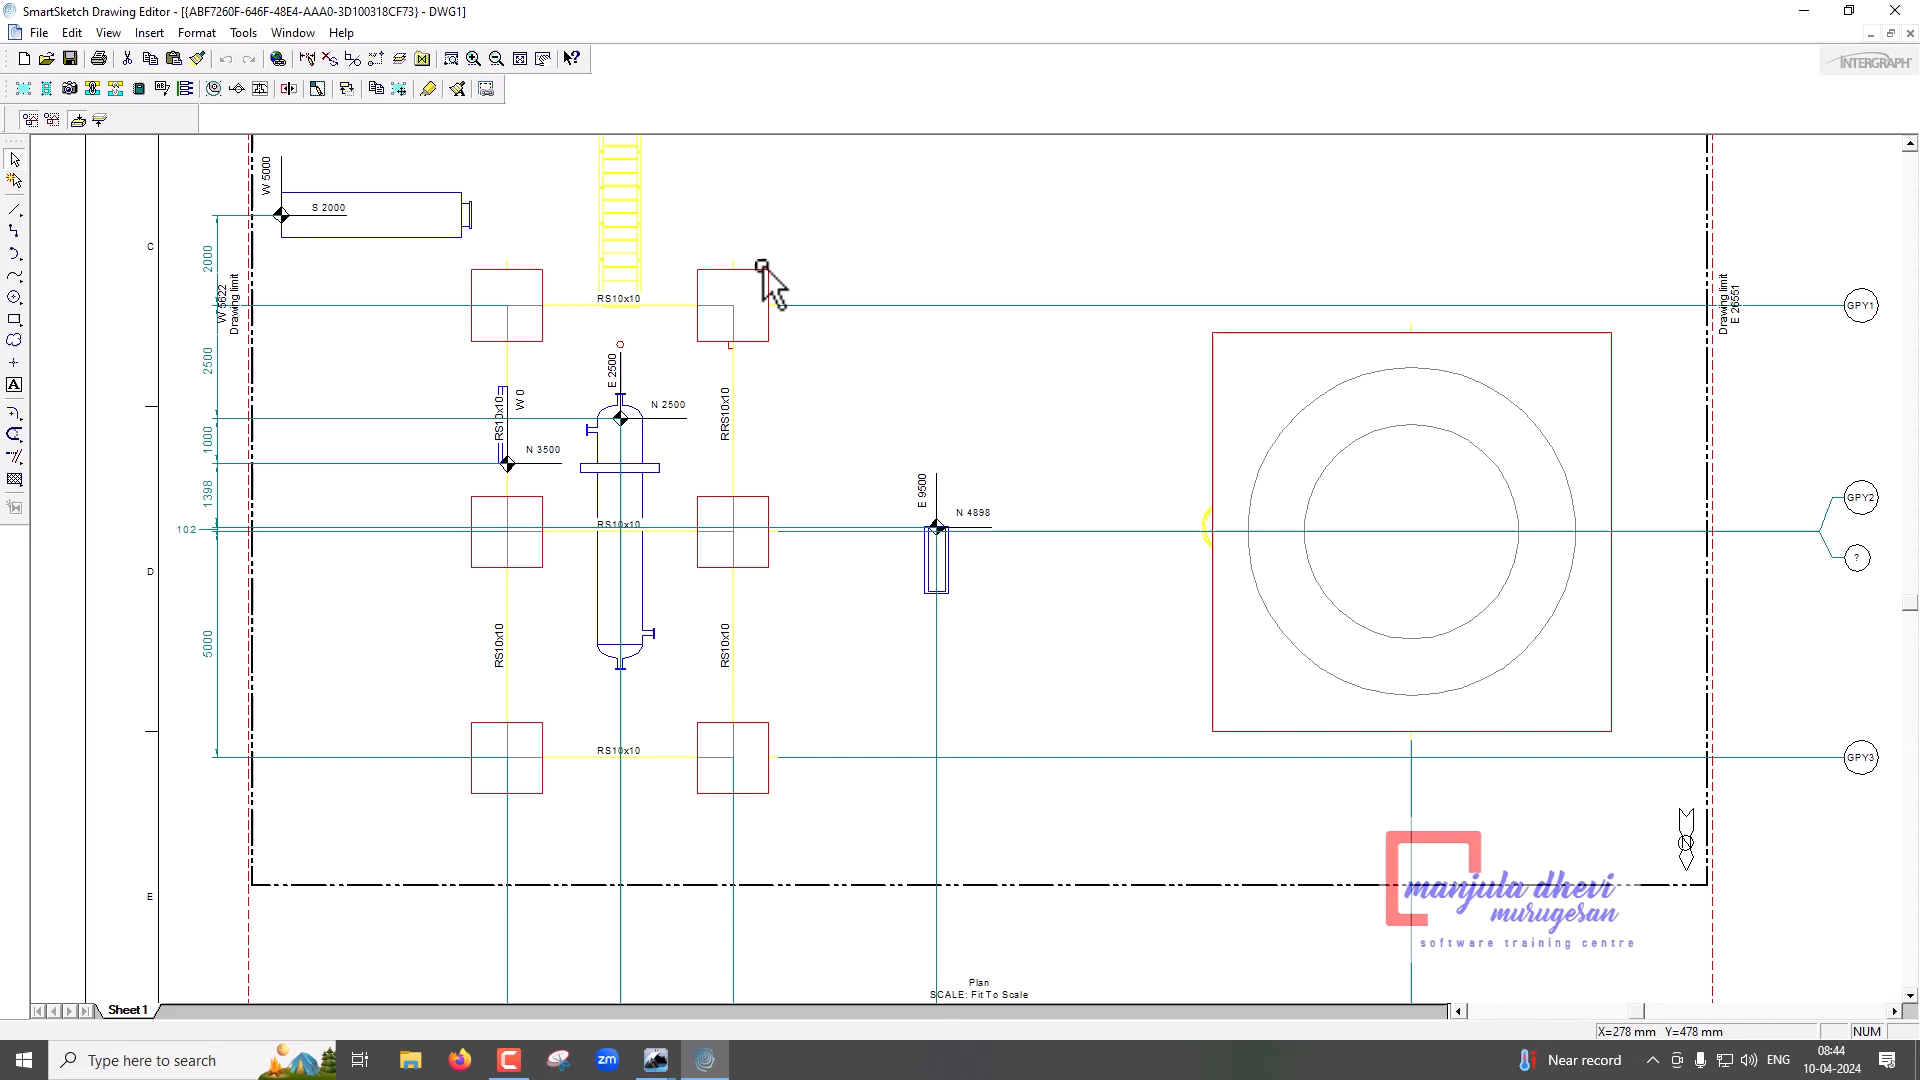 SmartSketch Drawing Editor - [{ABF7260F-646F-48E4-AAA0-3D100318CF73} - DWG1]
File Edit View Insert Format Tools Window Help
INTERGRAPH
W 5000
S 2000
C
2000
W 5622
Drawing limit
RS10x10
Drawing limit
E 26551
GPY1
2500
E 2500
N 2500
RS10x10
W 0
RRS10x10
1000
N 3500
1398
E 9500
N 4898
GPY2
102
RS10x10
?
D
5000
RS10x10
RS10x10
RS10x10
GPY3
N
E
manjula dhevi
murugesan
software training centre
Plan
SCALE: Fit To Scale
Sheet 1
X=278 mm Y=478 mm
NUM
Type here to search
zm
Near record
ENG
08:44
10-04-2024